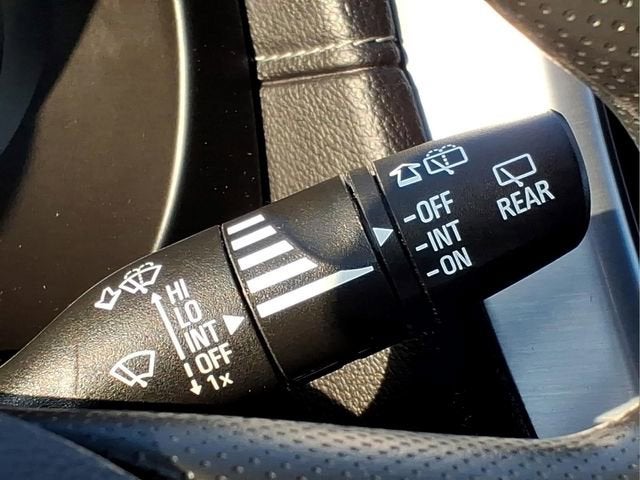 HI
LO
INT
OFF
1x
-OFF
-INT
-ON
REAR